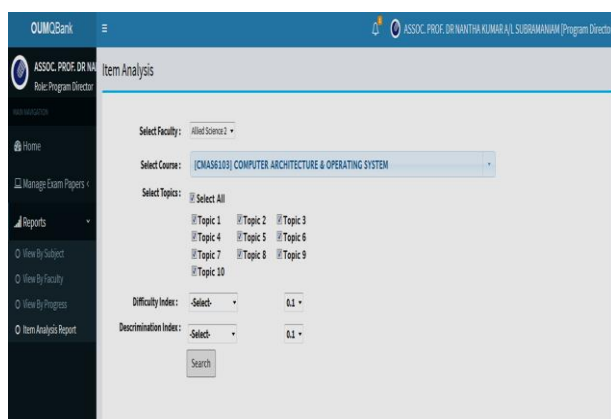 OUMQBank
ASSOC. PROF. DR NANTHA KUMAR A/L SUBRAMANIAM [Program Directo
ASSOC. PROF. DR NA
Role: Program Director
MAIN NAVIGATION
Home
Manage Exam Papers <
Reports
View By Subject
View By Faculty
View By Progress
Item Analysis Report
Item Analysis
Select Faculty : Allied Science 2
Select Course : [CMAS6103] COMPUTER ARCHITECTURE & OPERATING SYSTEM
Select Topics : Select All
Topic 1 Topic 2 Topic 3
Topic 4 Topic 5 Topic 6
Topic 7 Topic 8 Topic 9
Topic 10
Difficulty Index : -Select- 0.1
Descrimination Index : -Select- 0.1
Search